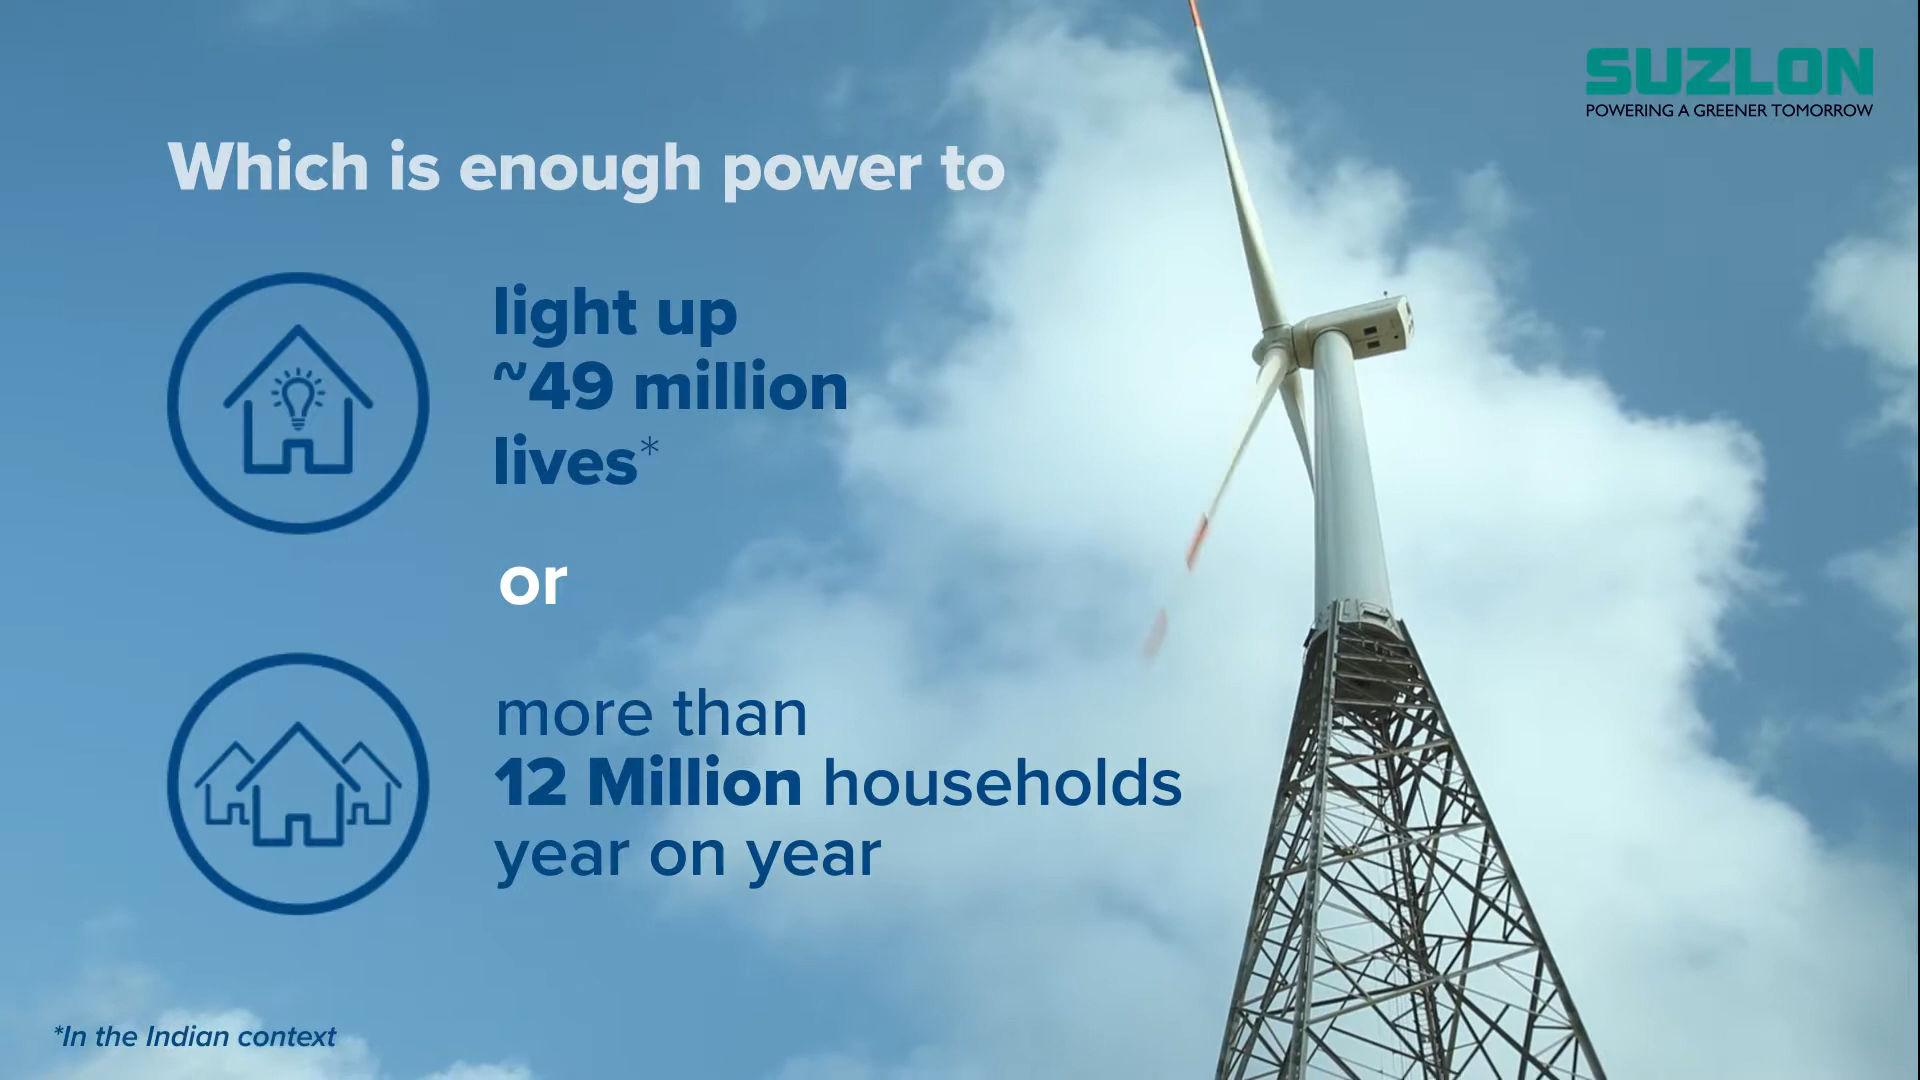 SUZLON
POWERING A GREENER TOMORROW
Which is enough power to
light up
~49 million
lives*
or
more than
12 Million households
year on year
*In the Indian context